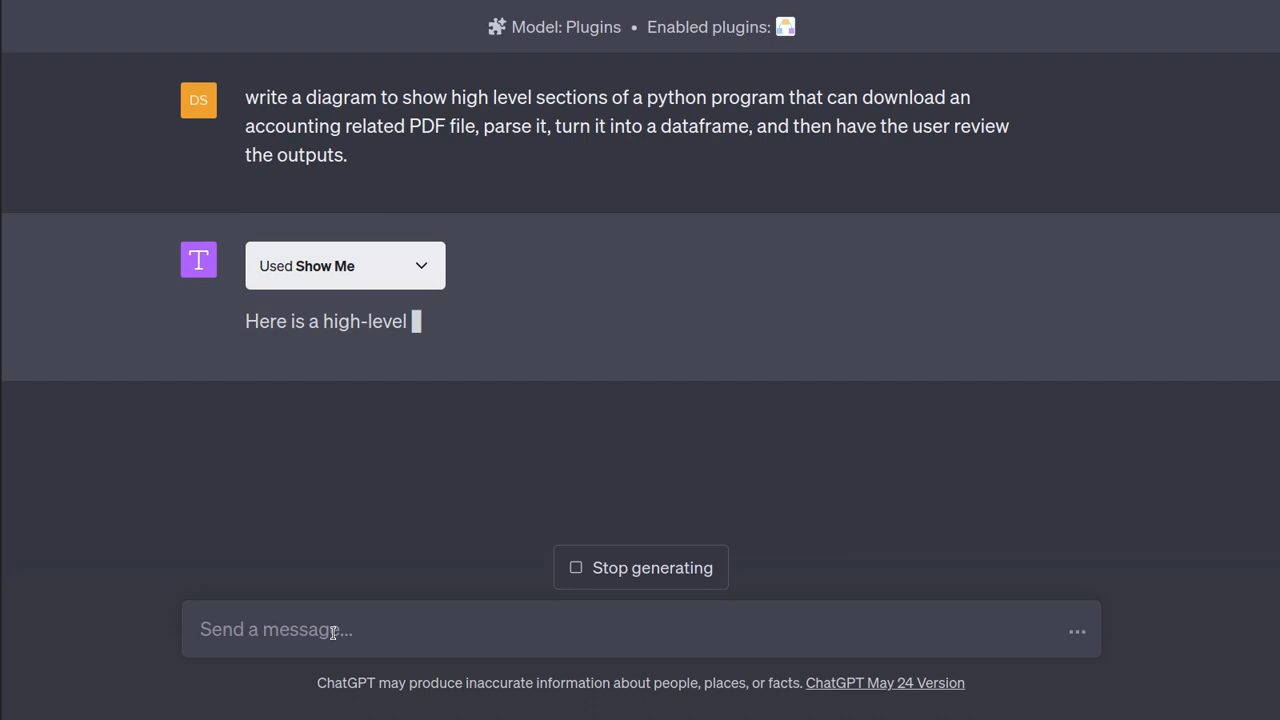 Model: Plugins • Enabled plugins:
DS
write a diagram to show high level sections of a python program that can download an
accounting related PDF file, parse it, turn it into a dataframe, and then have the user review
the outputs.
T
Used Show Me
Here is a high-level
Stop generating
Send a message...
ChatGPT may produce inaccurate information about people, places, or facts. ChatGPT May 24 Version